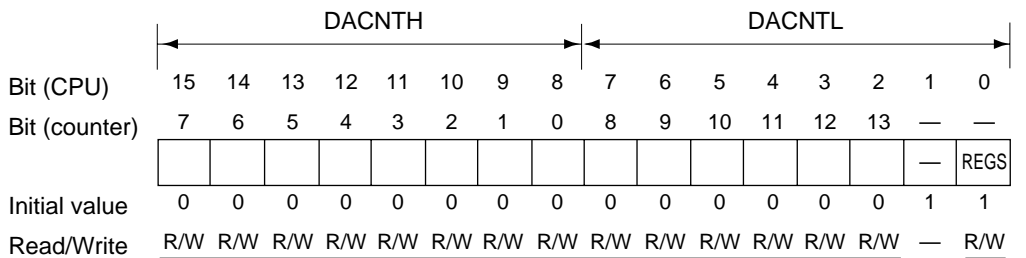 DACNTH DACNTL
Bit (CPU) 15 14 13 12 11 10 9 8 7 6 5 4 3 2 1 0
Bit (counter) 7 6 5 4 3 2 1 0 8 9 10 11 12 13 — —
— REGS
Initial value 0 0 0 0 0 0 0 0 0 0 0 0 0 0 1 1
Read/Write R/W R/W R/W R/W R/W R/W R/W R/W R/W R/W R/W R/W R/W R/W — R/W